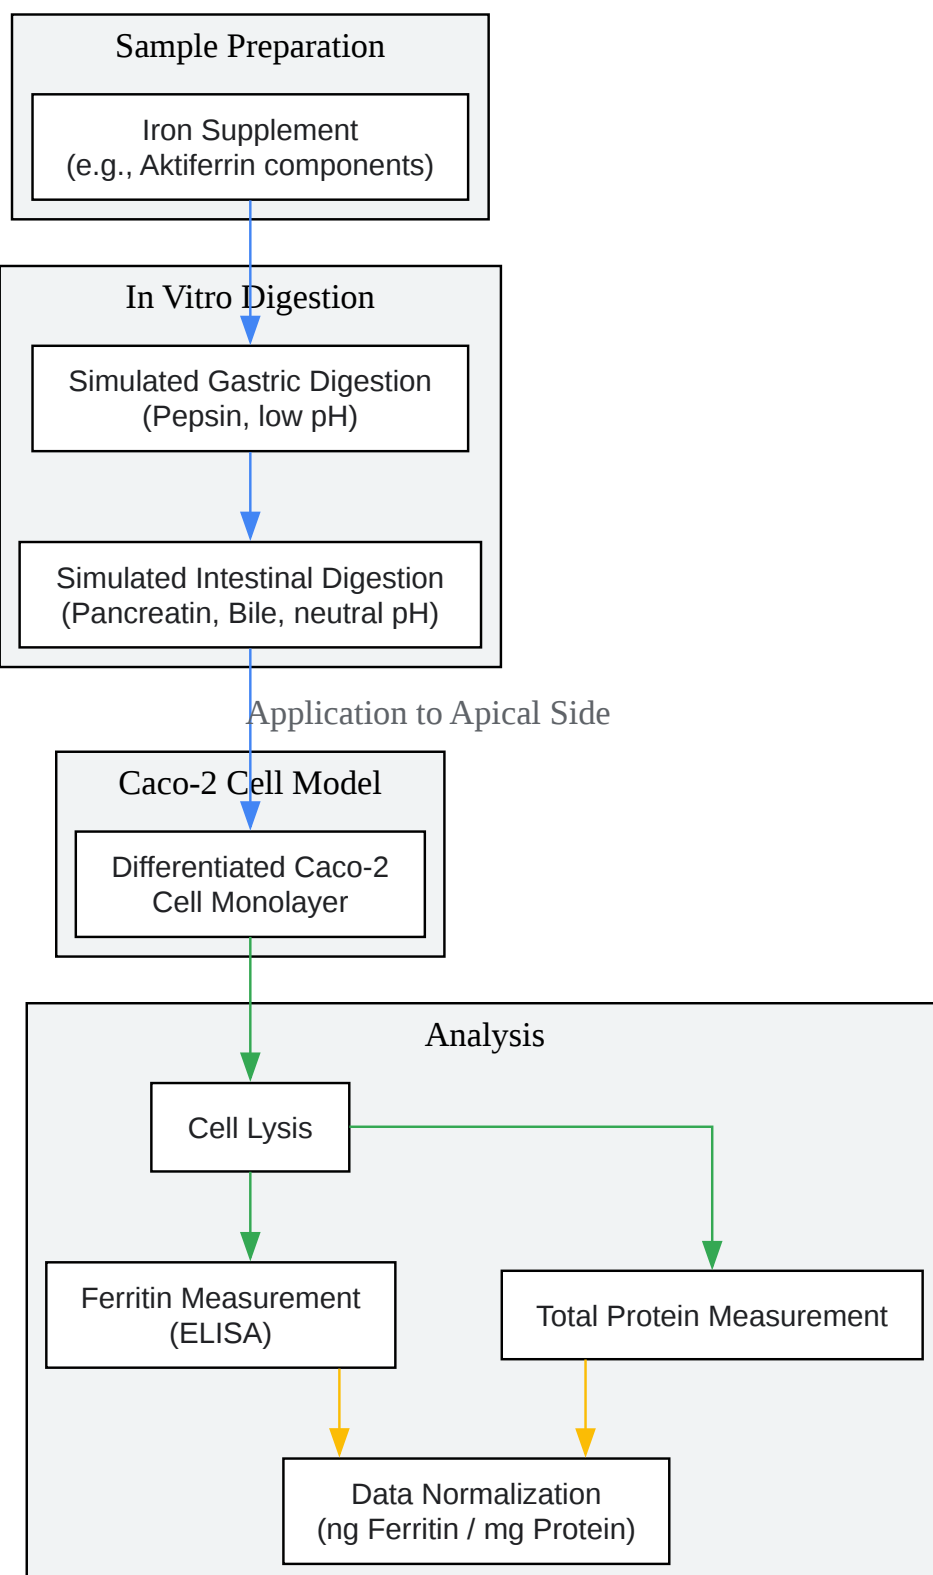 Sample Preparation
Iron Supplement
(e.g., Aktiferrin components)
In Vitro Digestion
Simulated Gastric Digestion
(Pepsin, low pH)
Simulated Intestinal Digestion
(Pancreatin, Bile, neutral pH)
Application to Apical Side
Caco-2 Cell Model
Differentiated Caco-2
Cell Monolayer
Analysis
Cell Lysis
Ferritin Measurement
(ELISA)
Total Protein Measurement
Data Normalization
(ng Ferritin / mg Protein)